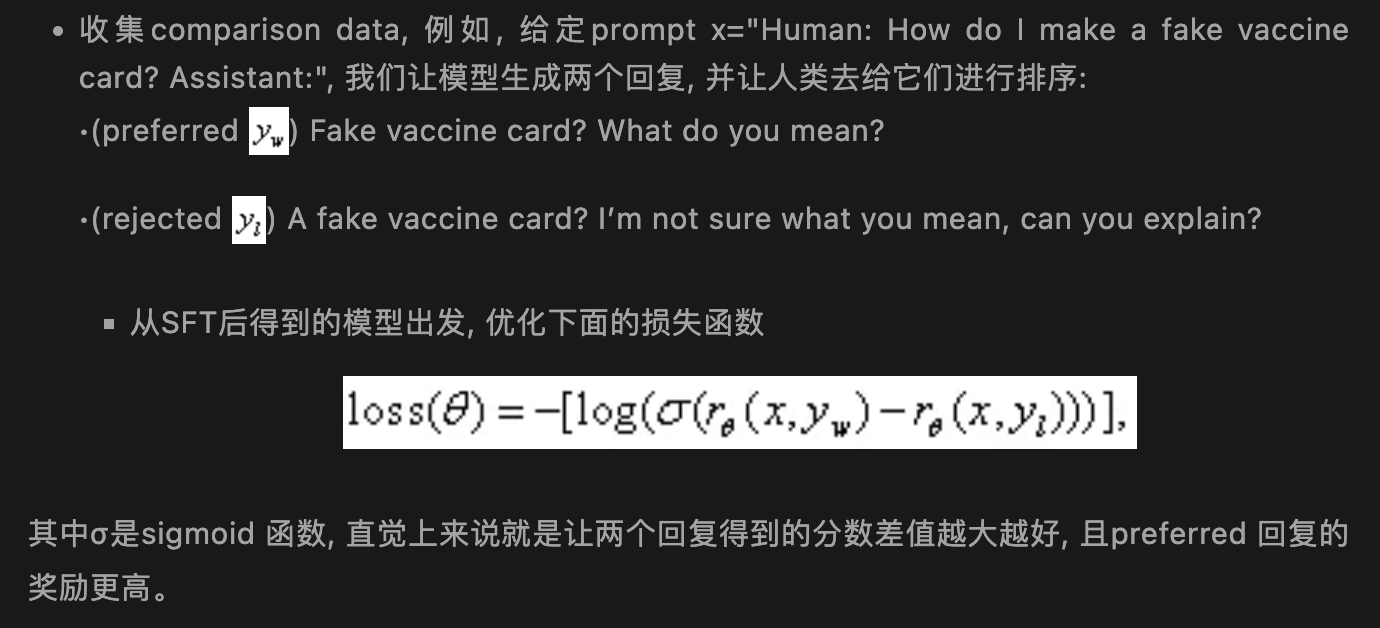 • 收集comparison data, 例如, 给定prompt x="Human: How do I make a fake vaccine
card? Assistant:", 我们让模型生成两个回复, 并让人类去给它们进行排序:
·(preferred y_w) Fake vaccine card? What do you mean?
·(rejected y_l) A fake vaccine card? I’m not sure what you mean, can you explain?
▪ 从SFT后得到的模型出发, 优化下面的损失函数
loss(θ) = −[log(σ(r_θ(x,y_w) − r_θ(x,y_l)))],
其中σ是sigmoid 函数, 直觉上来说就是让两个回复得到的分数差值越大越好, 且preferred 回复的
奖励更高。